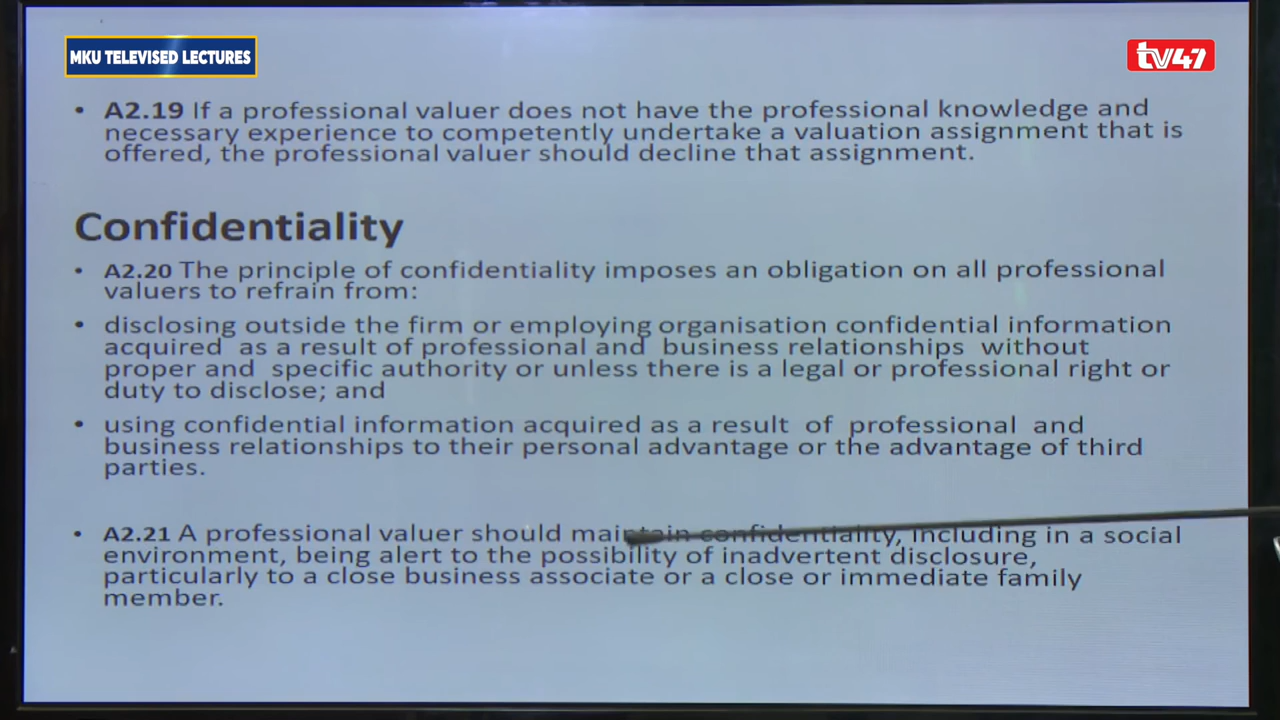 MKU TELEVISED LECTURES
tv47
• A2.19 If a professional valuer does not have the professional knowledge and
necessary experience to competently undertake a valuation assignment that is
offered, the professional valuer should decline that assignment.
Confidentiality
• A2.20 The principle of confidentiality imposes an obligation on all professional
valuers to refrain from:
• disclosing outside the firm or employing organisation confidential information
acquired as a result of professional and business relationships without
proper and specific authority or unless there is a legal or professional right or
duty to disclose; and
• using confidential information acquired as a result of professional and
business relationships to their personal advantage or the advantage of third
parties.
• A2.21 A professional valuer should maintain confidentiality, including in a social
environment, being alert to the possibility of inadvertent disclosure,
particularly to a close business associate or a close or immediate family
member.